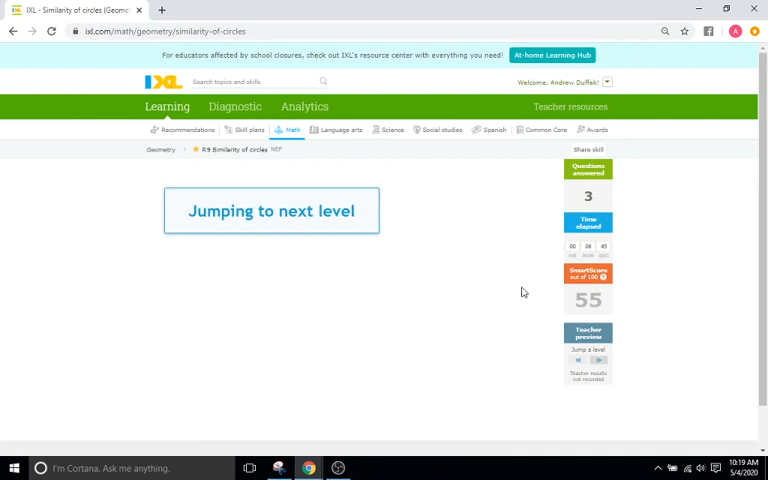 IXL - Similarity of circles (Geome
ixl.com/math/geometry/similarity-of-circles
A
For educators affected by school closures, check out IXL's resource center with everything you need!
At-home Learning Hub
IXL
Search topics and skills
Welcome, Andrew Duffek!
Learning
Diagnostic
Analytics
Teacher resources
Recommendations
Skill plans
Math
Language arts
Science
Social studies
Spanish
Common Core
Awards
Geometry
R.9 Similarity of circles
Share skill
Questions
answered
3
Time
elapsed
00 08 45
HR MIN SEC
SmartScore
out of 100 ?
55
Teacher
preview
Jump a level
« »
Teacher results
not recorded
Jumping to next level
I'm Cortana. Ask me anything.
10:19 AM
5/4/2020